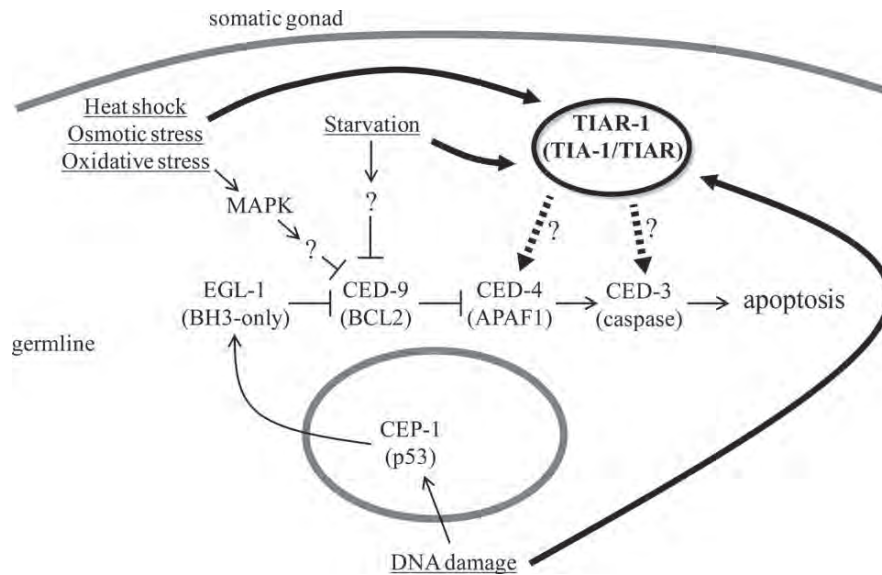 somatic gonad
Heat shock
Osmotic stress
Oxidative stress
Starvation
TIAR-1
(TIA-1/TIAR)
MAPK
?
?
?
?
EGL-1
(BH3-only)
CED-9
(BCL2)
CED-4
(APAF1)
CED-3
(caspase)
apoptosis
germline
CEP-1
(p53)
DNA damage